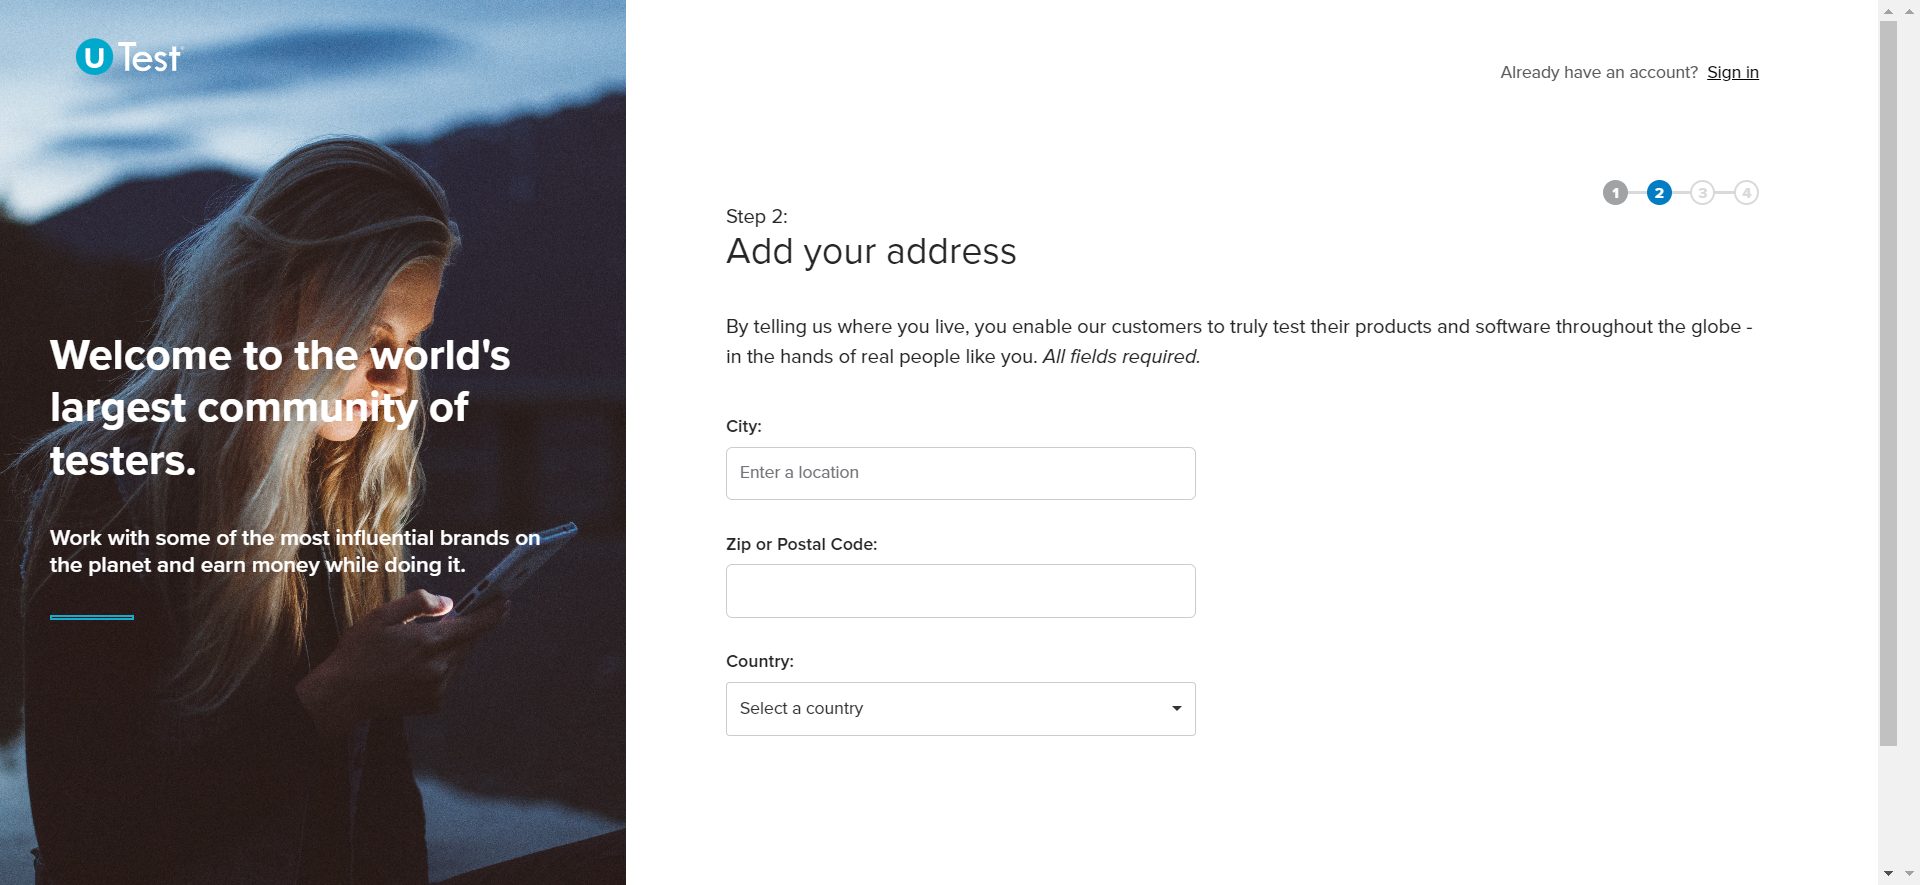 U Test
Already have an account? Sign in
1 2 3 4
Step 2:
Add your address
By telling us where you live, you enable our customers to truly test their products and software throughout the globe -
in the hands of real people like you. All fields required.
City:
Enter a location
Zip or Postal Code:
Country:
Select a country
Welcome to the world's
largest community of
testers.
Work with some of the most influential brands on
the planet and earn money while doing it.